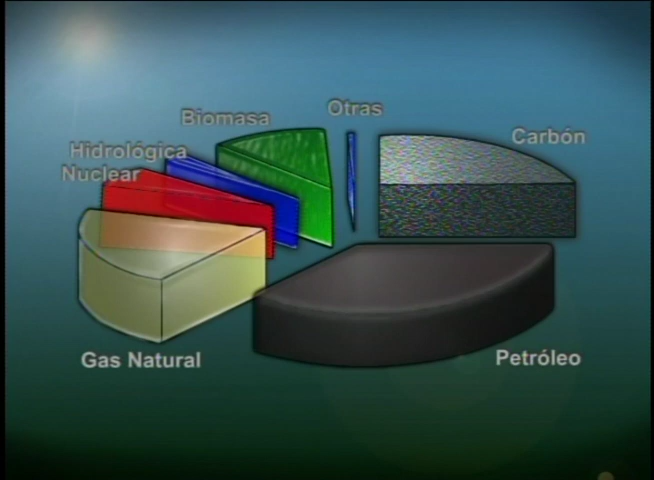 Otras
Biomasa
Carbón
Hidrológica
Nuclear
Gas Natural
Petróleo